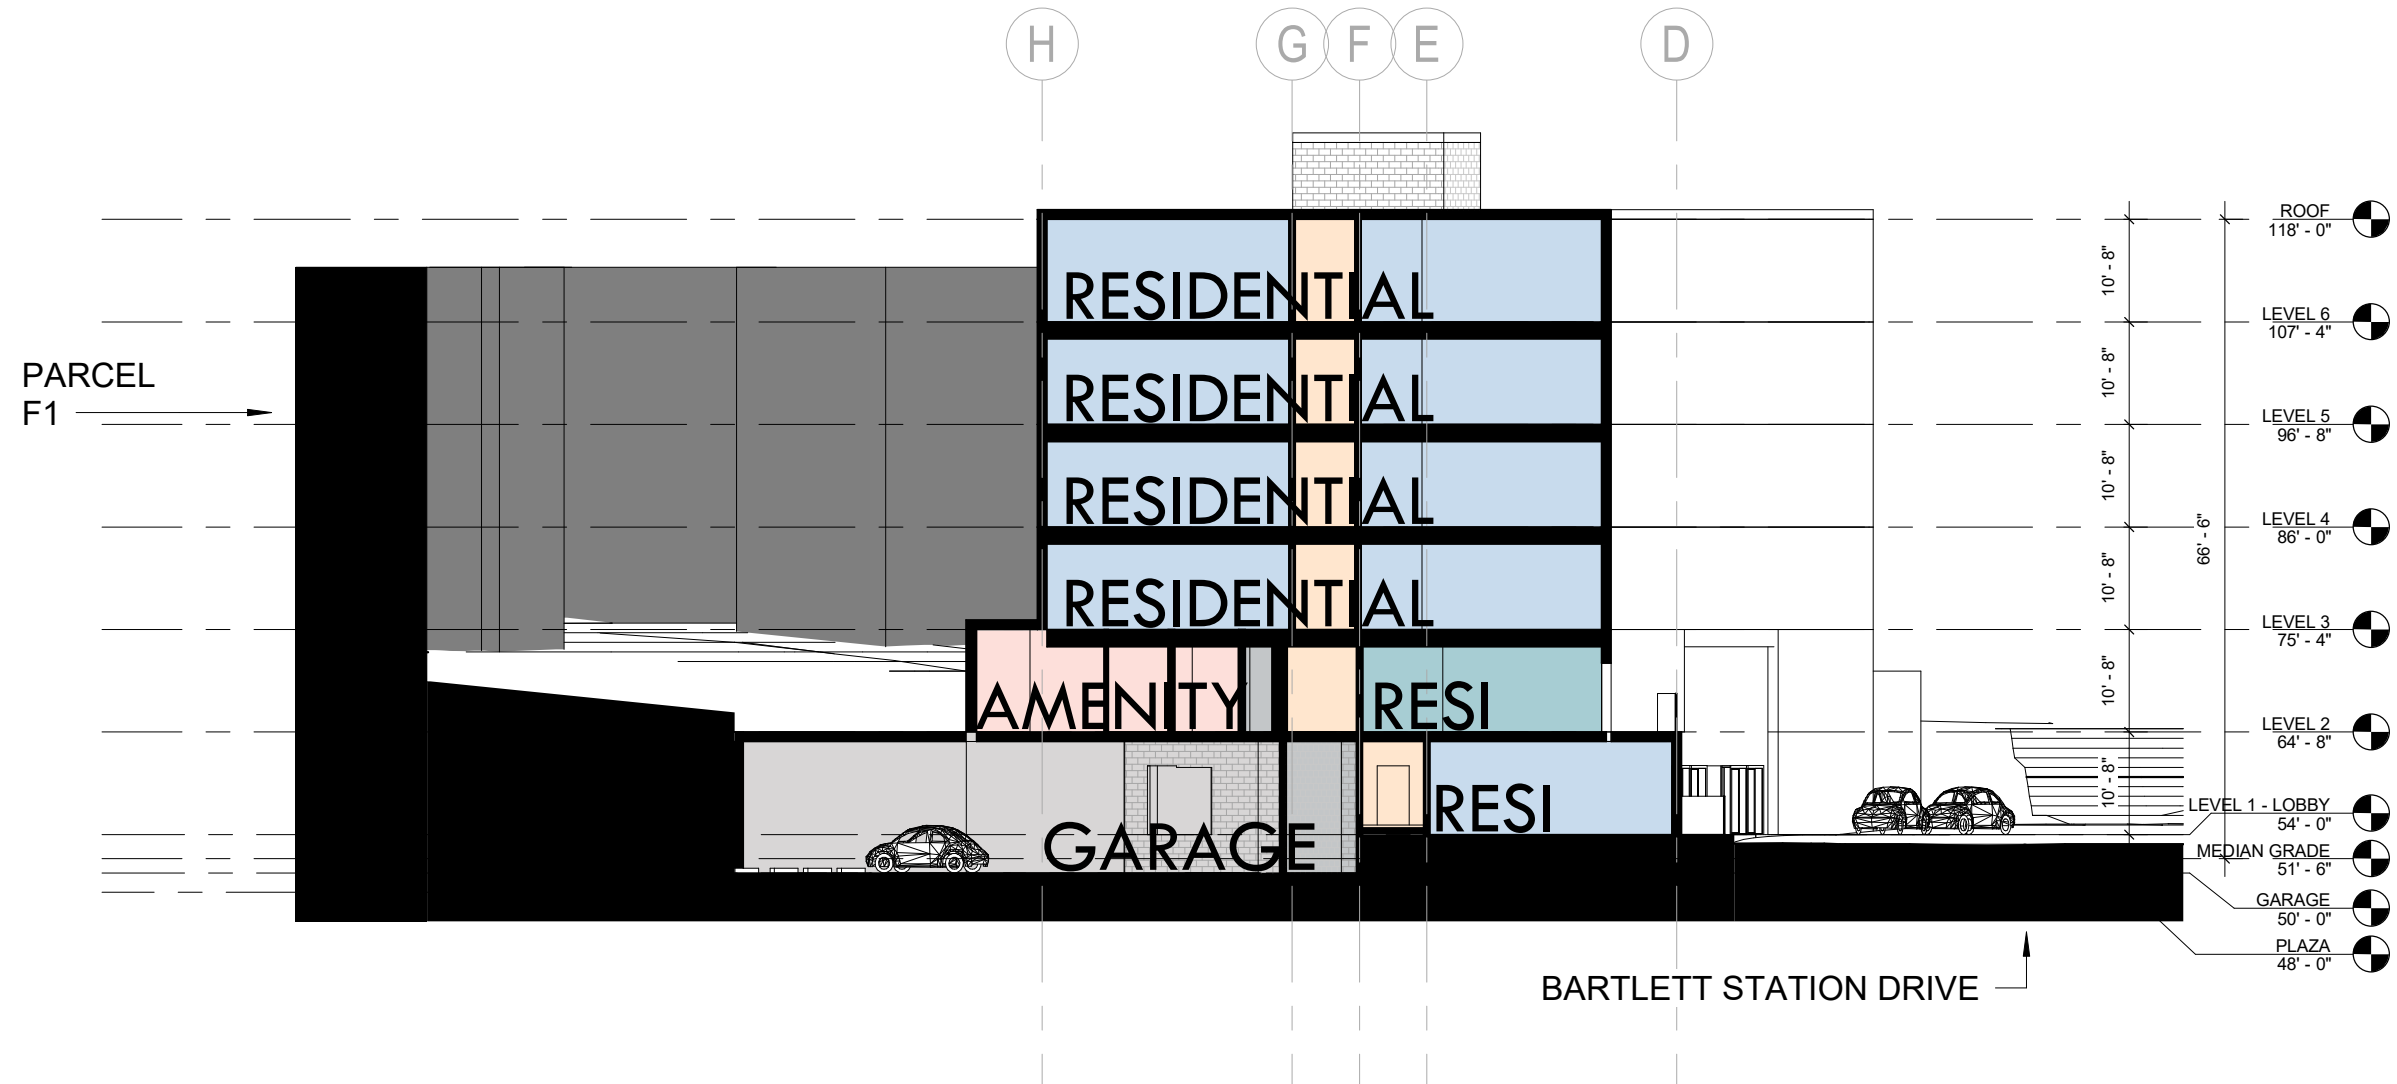 H
G
F
E
D
ROOF
118' - 0"
10' - 8"
LEVEL 6
107' - 4"
RESIDENTIAL
10' - 8"
LEVEL 5
96' - 8"
PARCEL
F1
RESIDENTIAL
10' - 8"
LEVEL 4
86' - 0"
RESIDENTIAL
66' - 6"
10' - 8"
LEVEL 3
75' - 4"
RESIDENTIAL
10' - 8"
LEVEL 2
64' - 8"
AMENITY
RESI
10' - 8"
LEVEL 1 - LOBBY
54' - 0"
RESI
GARAGE
MEDIAN GRADE
51' - 6"
GARAGE
50' - 0"
PLAZA
48' - 0"
BARTLETT STATION DRIVE